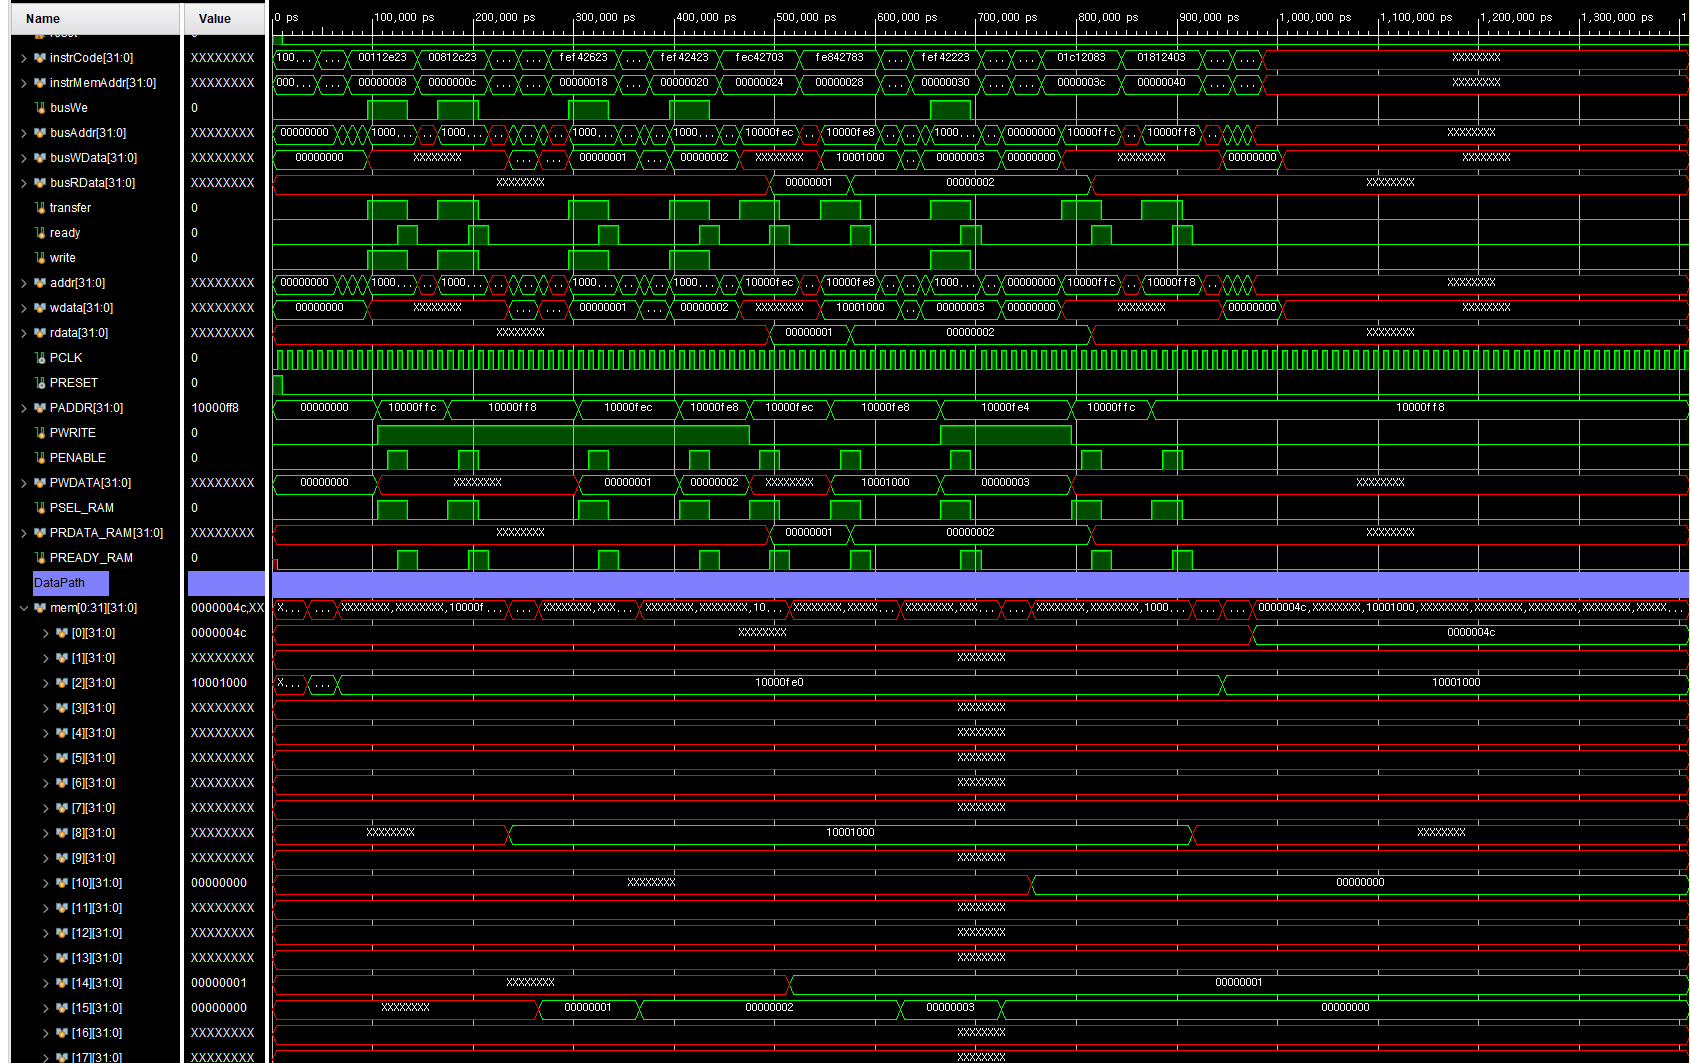 Name Value 0 ps 100,000 ps 200,000 ps 300,000 ps 400,000 ps 500,000 ps 600,000 ps 700,000 ps 800,000 ps 900,000 ps 1,000,000 ps 1,100,000 ps 1,200,000 ps 1,300,000 ps
instrCode[31:0] XXXXXXXX 100... ... 00112e23 00812c23 ... ... fef42623 ... fef42423 fec42703 fe842783 ... fef42223 ... ... 01c12083 01812403 ... ... XXXXXXXX
instrMemAddr[31:0] XXXXXXXX 000... ... 00000008 0000000c ... ... 00000018 ... 00000020 00000024 00000028 ... 00000030 ... ... 0000003c 00000040 ... ... XXXXXXXX
busWe 0
busAddr[31:0] XXXXXXXX 00000000 1000... ... 1000... ... 1000... ... 1000... ... 10000fec ... 10000fe8 ... 1000... ... 00000000 10000ffc ... 10000ff8 ... XXXXXXXX
busWData[31:0] XXXXXXXX 00000000 XXXXXXXX ... ... 00000001 ... 00000002 XXXXXXXX 10001000 ... 00000003 00000000 XXXXXXXX 00000000 XXXXXXXX
busRData[31:0] XXXXXXXX XXXXXXXX 00000001 00000002 XXXXXXXX
transfer 0
ready 0
write 0
addr[31:0] XXXXXXXX 00000000 1000... ... 1000... ... 1000... ... 1000... ... 10000fec ... 10000fe8 ... 1000... ... 00000000 10000ffc ... 10000ff8 ... XXXXXXXX
wdata[31:0] XXXXXXXX 00000000 XXXXXXXX ... ... 00000001 ... 00000002 XXXXXXXX 10001000 ... 00000003 00000000 XXXXXXXX 00000000 XXXXXXXX
rdata[31:0] XXXXXXXX XXXXXXXX 00000001 00000002 XXXXXXXX
PCLK 0
PRESET 0
PADDR[31:0] 10000ff8 00000000 10000ffc 10000ff8 10000fec 10000fe8 10000fec 10000fe8 10000fe4 10000ffc 10000ff8
PWRITE 0
PENABLE 0
PWDATA[31:0] XXXXXXXX 00000000 XXXXXXXX 00000001 00000002 XXXXXXXX 10001000 00000003 XXXXXXXX
PSEL_RAM 0
PRDATA_RAM[31:0] XXXXXXXX XXXXXXXX 00000001 00000002 XXXXXXXX
PREADY_RAM 0
DataPath
mem[0:31][31:0] 0000004c,XX X... ... XXXXXXXX,XXXXXXXX,10000f... ... XXXXXXXX,XXX... XXXXXXXX,XXXXXXXX,10... XXXXXXXX,XXXXX... XXXXXXXX,XXX... ... XXXXXXXX,XXXXXXXX,1000... ... ... 0000004c,XXXXXXXX,10001000,XXXXXXXX,XXXXXXXX,XXXXXXXX,XXXXXXXX,XXXXX...
[0][31:0] 0000004c XXXXXXXX 0000004c
[1][31:0] XXXXXXXX XXXXXXXX
[2][31:0] 10001000 X... ... 10000fe0 10001000
[3][31:0] XXXXXXXX XXXXXXXX
[4][31:0] XXXXXXXX XXXXXXXX
[5][31:0] XXXXXXXX XXXXXXXX
[6][31:0] XXXXXXXX XXXXXXXX
[7][31:0] XXXXXXXX XXXXXXXX
[8][31:0] XXXXXXXX XXXXXXXX 10001000 XXXXXXXX
[9][31:0] XXXXXXXX XXXXXXXX
[10][31:0] 00000000 XXXXXXXX 00000000
[11][31:0] XXXXXXXX XXXXXXXX
[12][31:0] XXXXXXXX XXXXXXXX
[13][31:0] XXXXXXXX XXXXXXXX
[14][31:0] 00000001 XXXXXXXX 00000001
[15][31:0] 00000000 XXXXXXXX 00000001 00000002 00000003 00000000
[16][31:0] XXXXXXXX XXXXXXXX
[17][31:0] XXXXXXXX XXXXXXXX